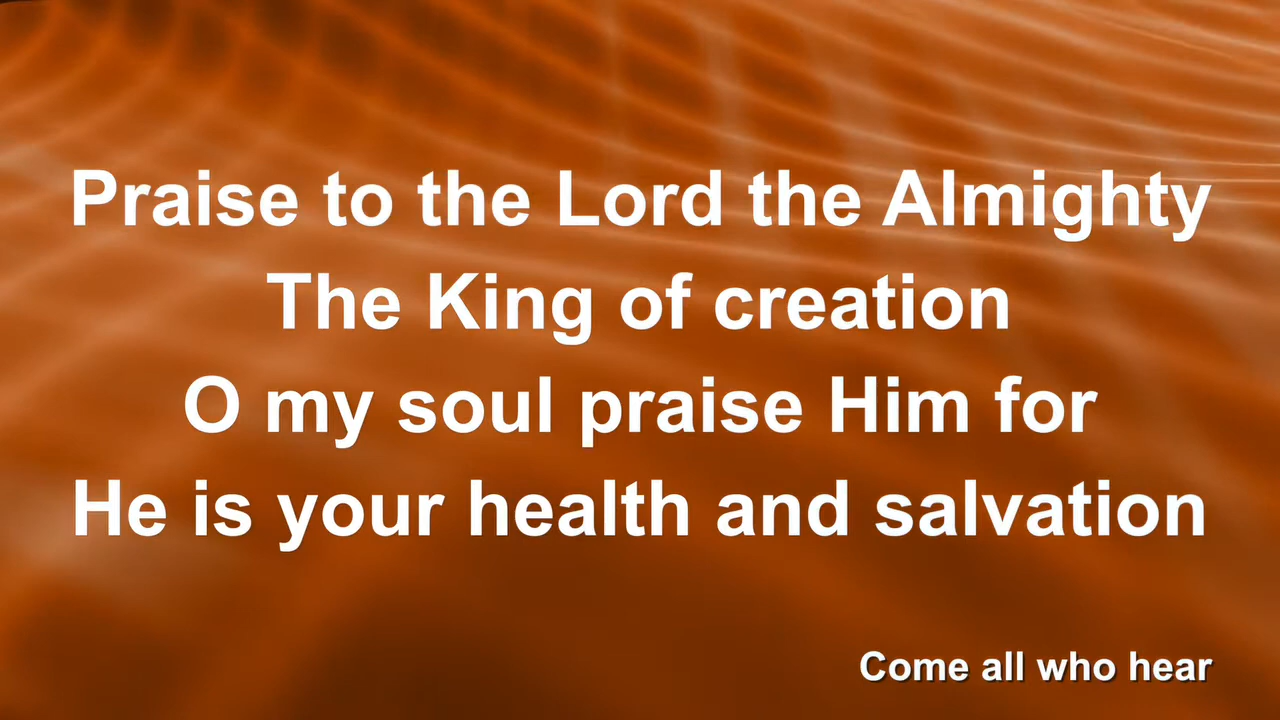 Praise to the Lord the Almighty
The King of creation
O my soul praise Him for
He is your health and salvation
Come all who hear